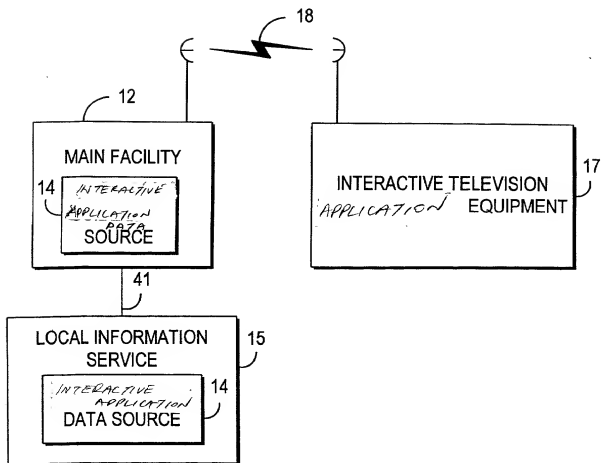 18
12
MAIN FACILITY
14
INTERACTIVE
APPLICATION
DATA
SOURCE
17
INTERACTIVE TELEVISION
APPLICATION EQUIPMENT
41
LOCAL INFORMATION
SERVICE
15
INTERACTIVE
APPLICATION
DATA SOURCE
14